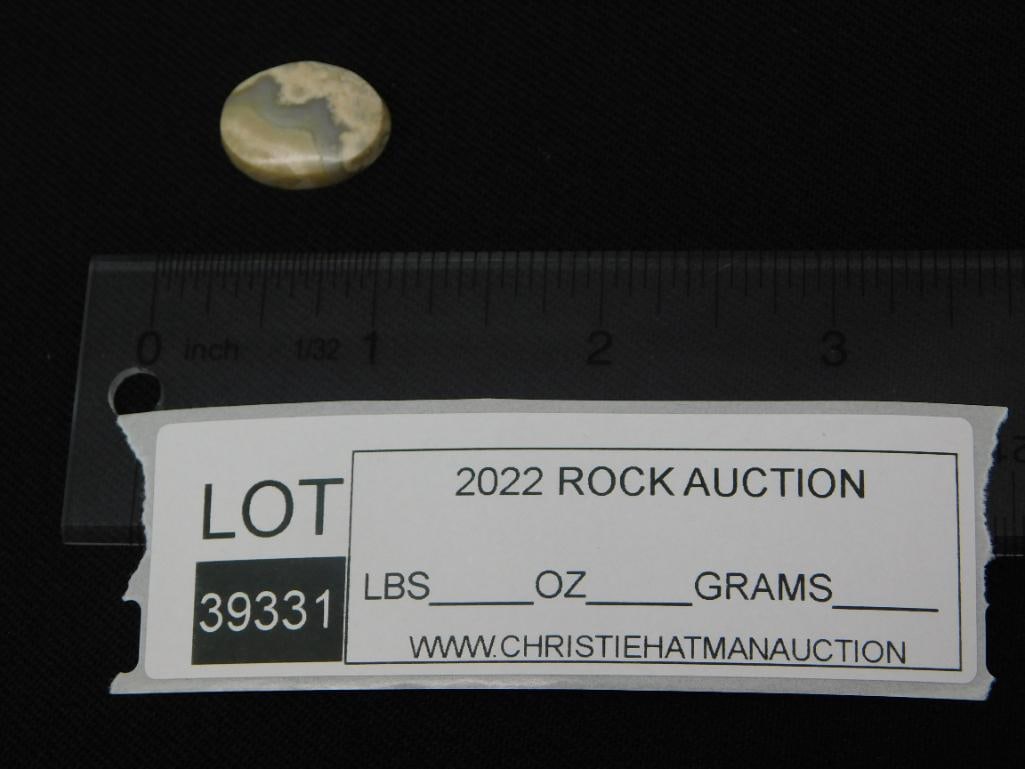 0 inch 1/32 1 2 3
2022 ROCK AUCTION
LOT
39331
LBS_____OZ_____GRAMS_____
WWW.CHRISTIEHATMANAUCTION